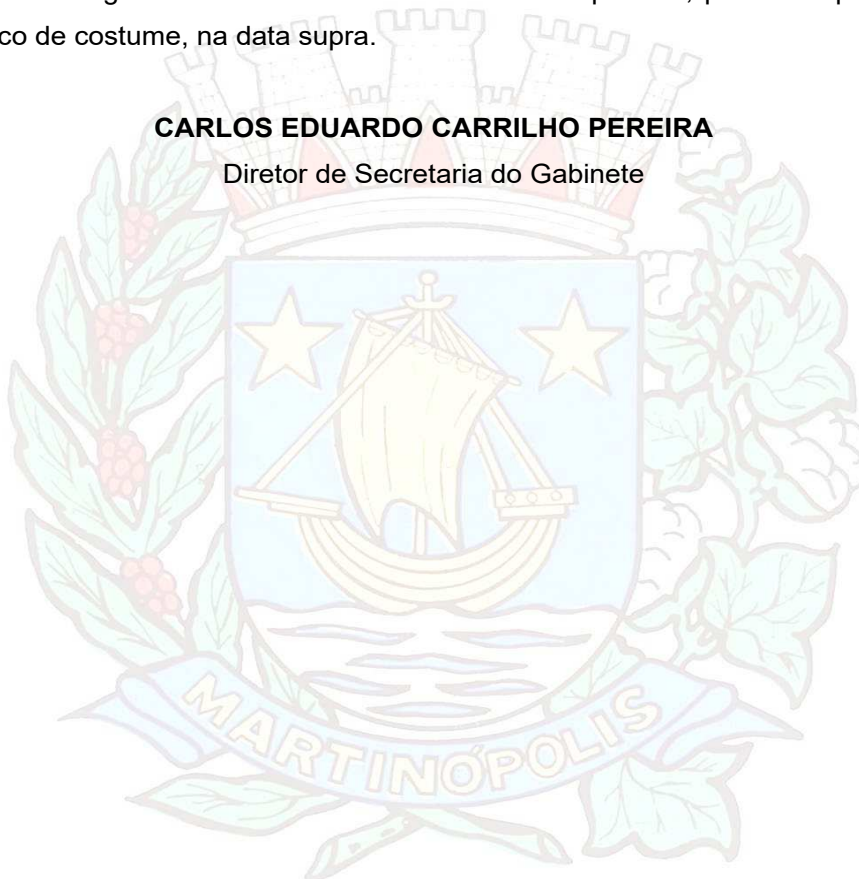 co de costume, na data supra.
CARLOS EDUARDO CARRILHO PEREIRA
Diretor de Secretaria do Gabinete
MARTINÓPOLIS